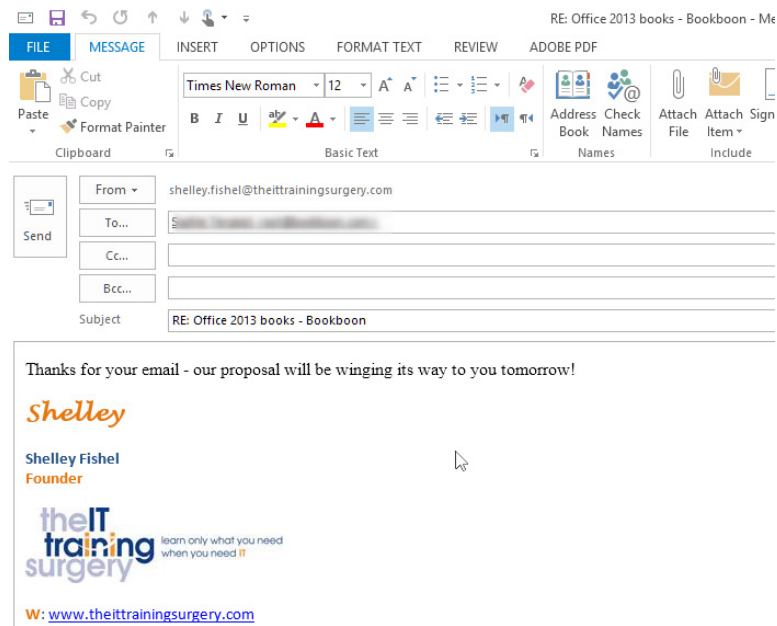 RE: Office 2013 books - Bookboon - Me
FILE MESSAGE INSERT OPTIONS FORMAT TEXT REVIEW ADOBE PDF
Paste
Cut
Copy
Format Painter
Clipboard
Times New Roman 12 A A
B I U ab A
Basic Text
Address Book
Check Names
Names
Attach File
Attach Item
Sign
Include
Send
From shelley.fishel@theittrainingsurgery.com
To...
Cc...
Bcc...
Subject RE: Office 2013 books - Bookboon
Thanks for your email - our proposal will be winging its way to you tomorrow!
Shelley
Shelley Fishel
Founder
theIT
training
surgery
learn only what you need
when you need IT
W: www.theittrainingsurgery.com